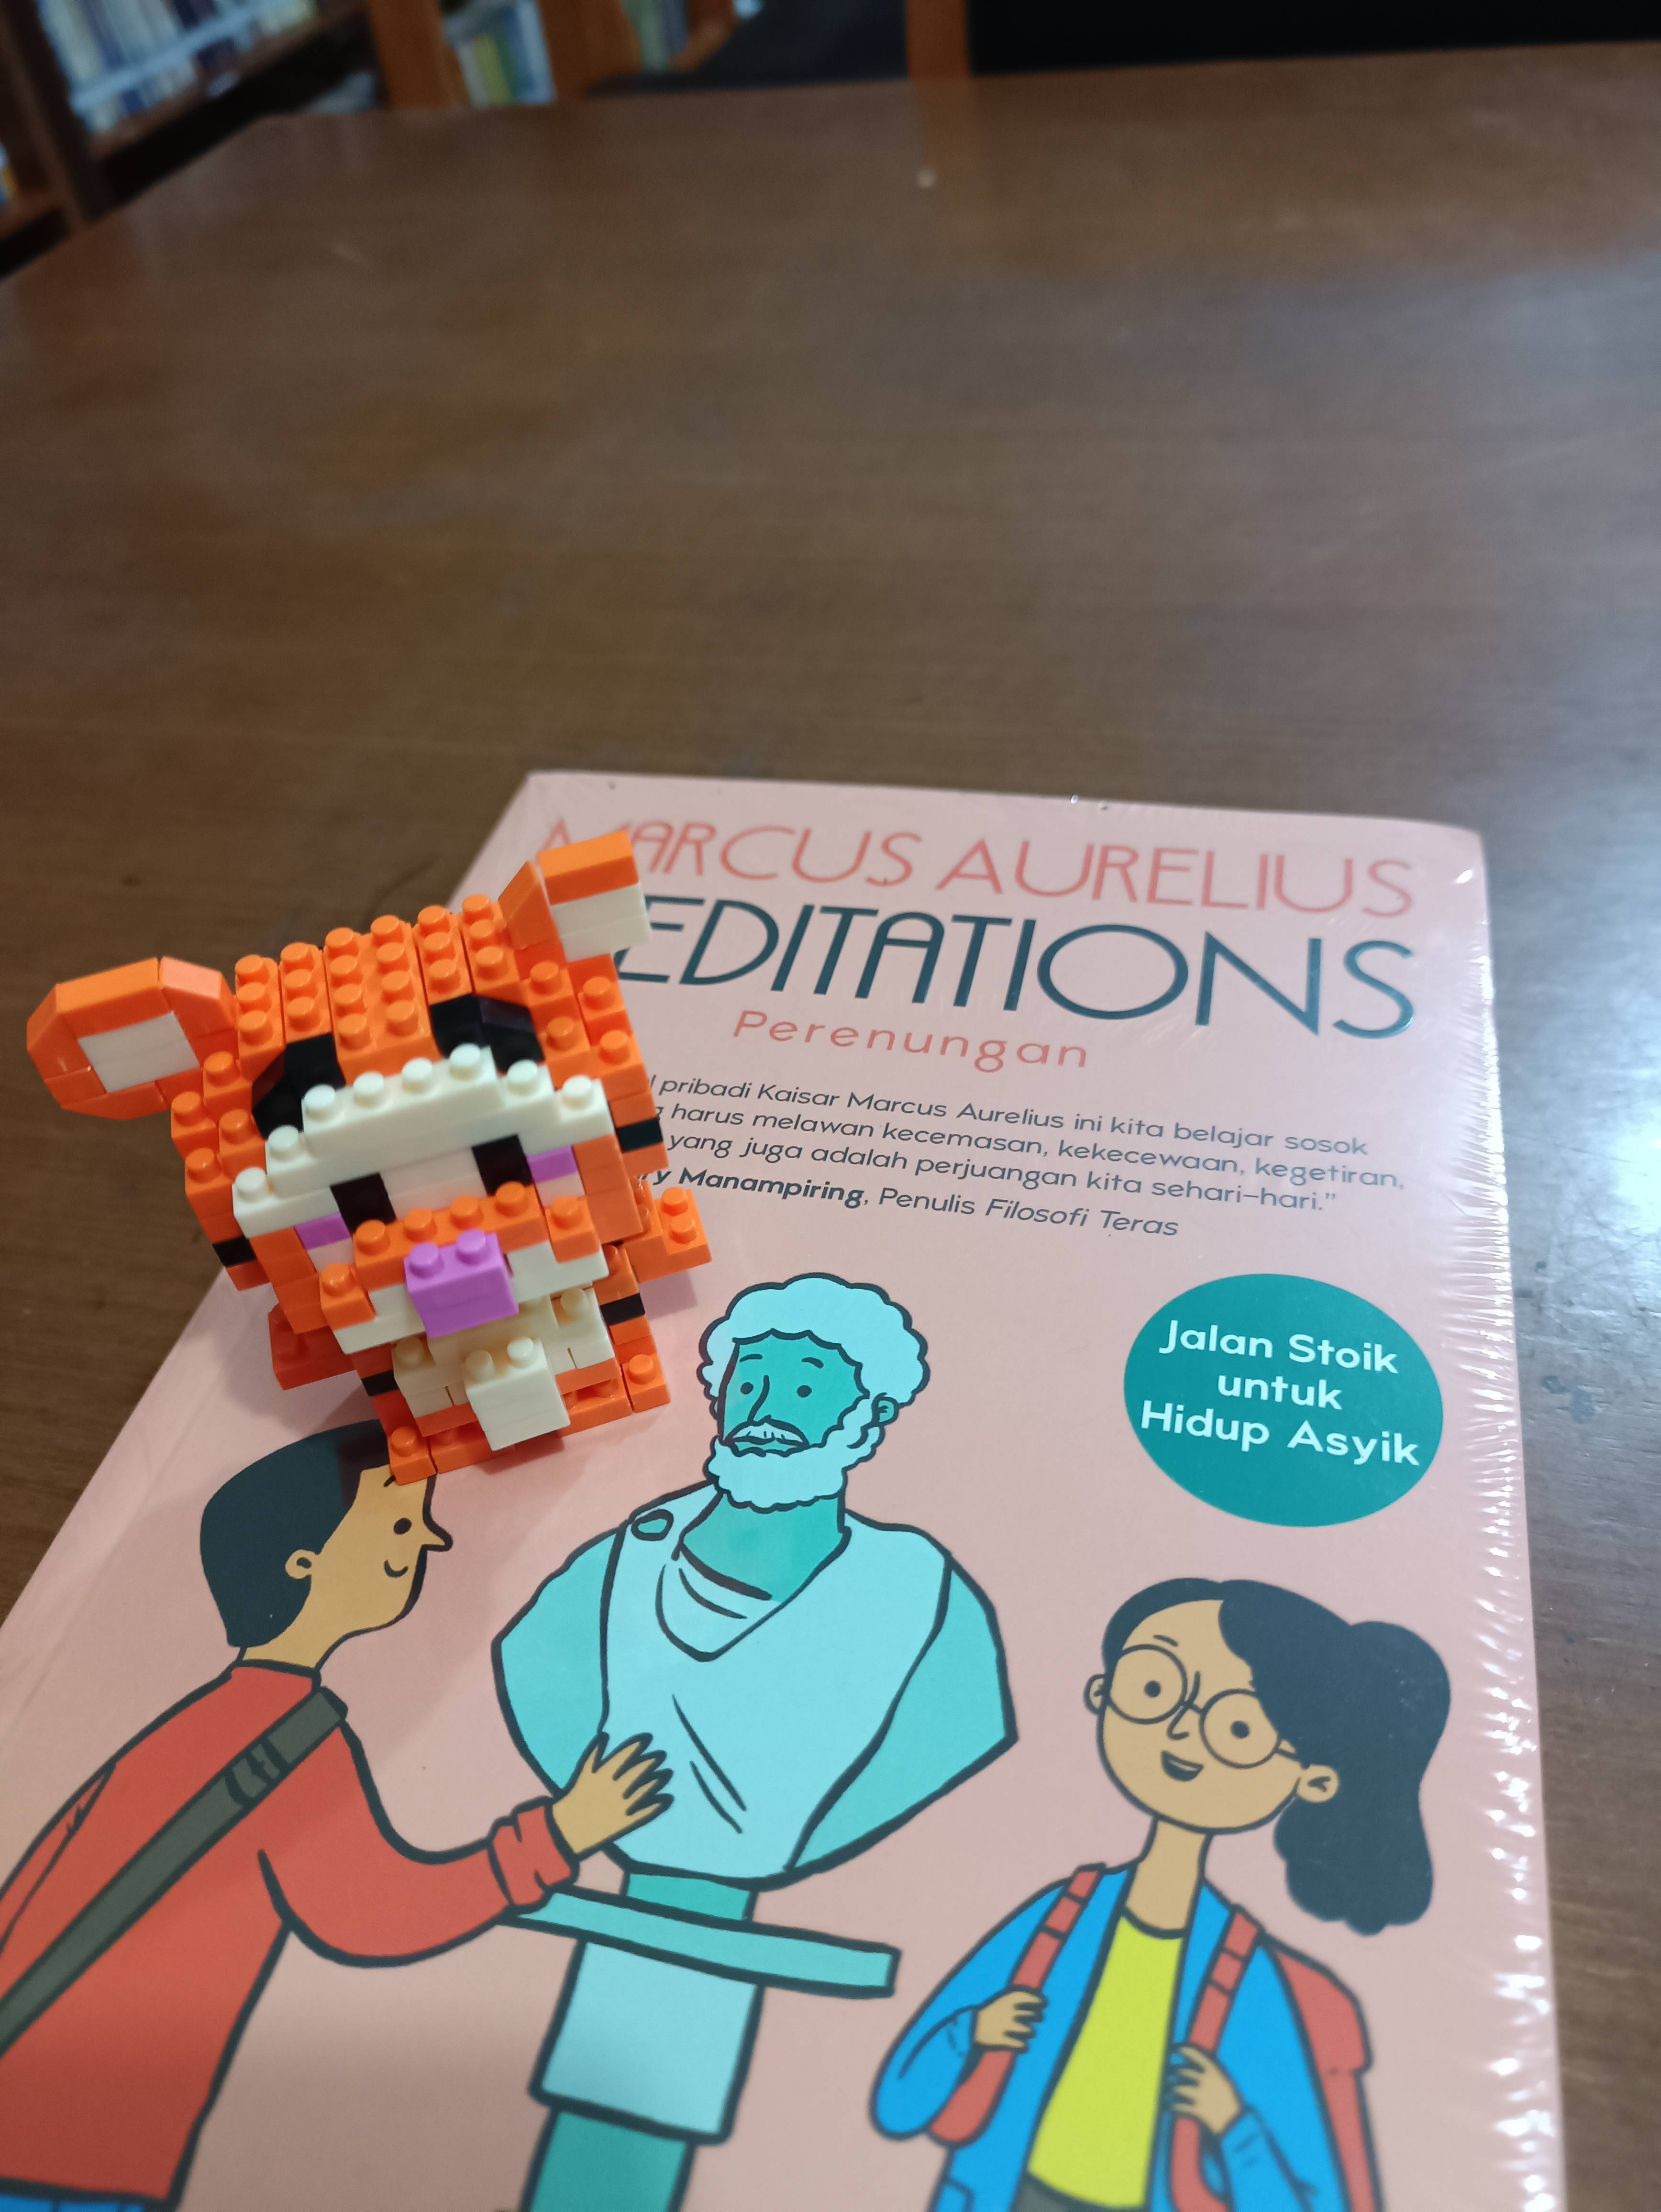 MARCUS AURELIUS
EDITATIONS
Perenungan
pribadi Kaisar Marcus Aurelius ini kita belajar sosok
harus melawan kecemasan, kekecewaan, kegetiran,
yang juga adalah perjuangan kita sehari-hari."
ry Manampiring, Penulis Filosofi Teras
Jalan Stoik
untuk
Hidup Asyik